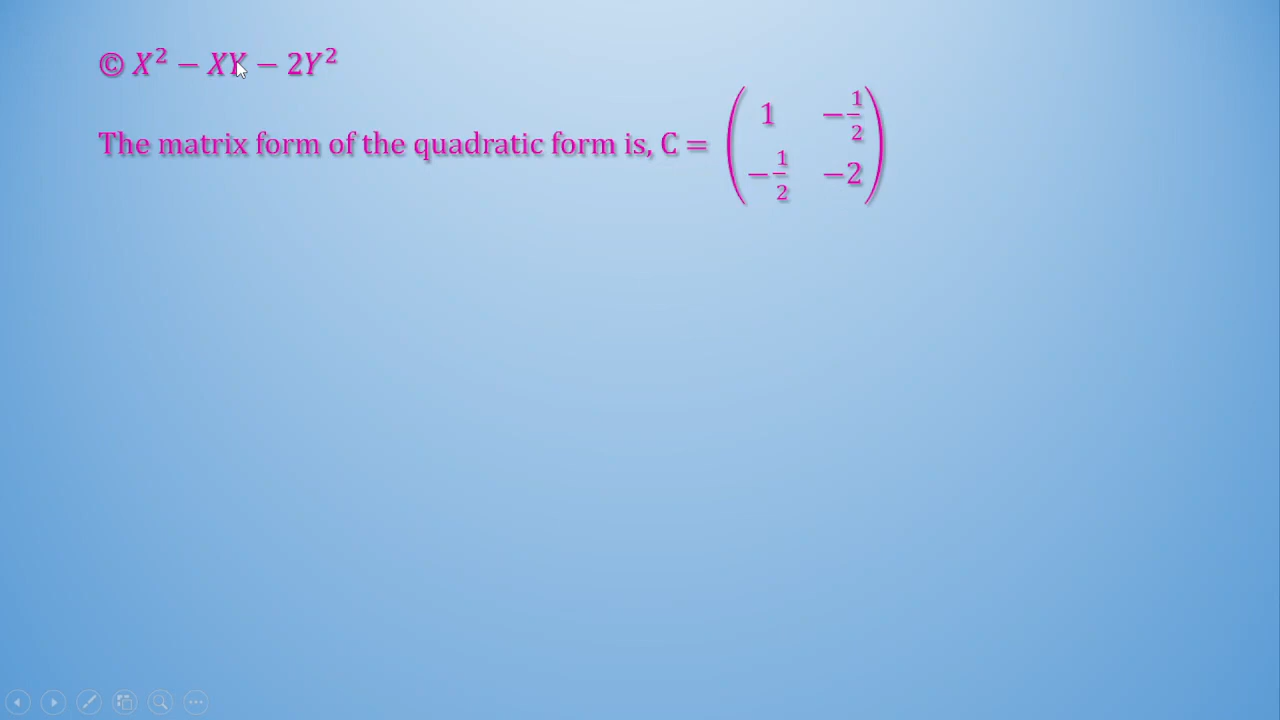 © X² − XY − 2Y²
The matrix form of the quadratic form is, C = (1 −1/2
−1/2 −2)